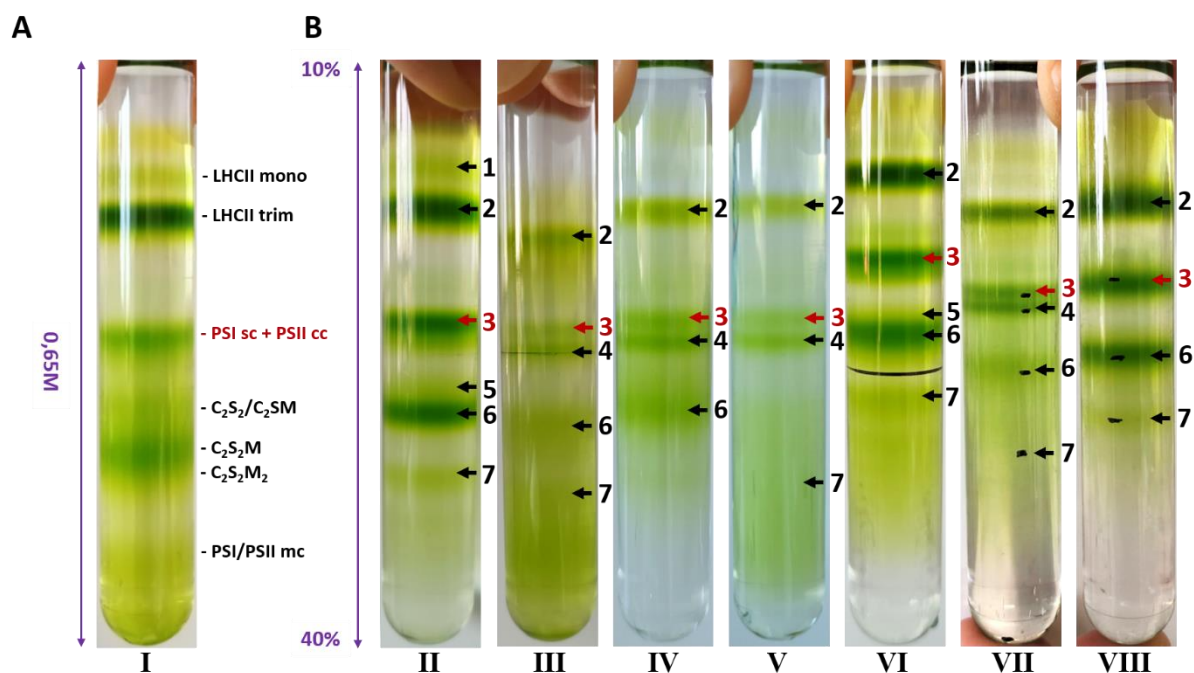 A
B
0,65M
- LHCII mono
- LHCII trim
- PSI sc + PSII cc
- C₂S₂/C₂SM
- C₂S₂M
- C₂S₂M₂
- PSI/PSII mc
I
10%
40%
1
2
3
5
6
7
II
2
3
4
6
7
III
2
3
4
6
IV
2
3
4
7
V
2
3
5
6
7
VI
2
3
4
6
7
VII
2
3
6
7
VIII